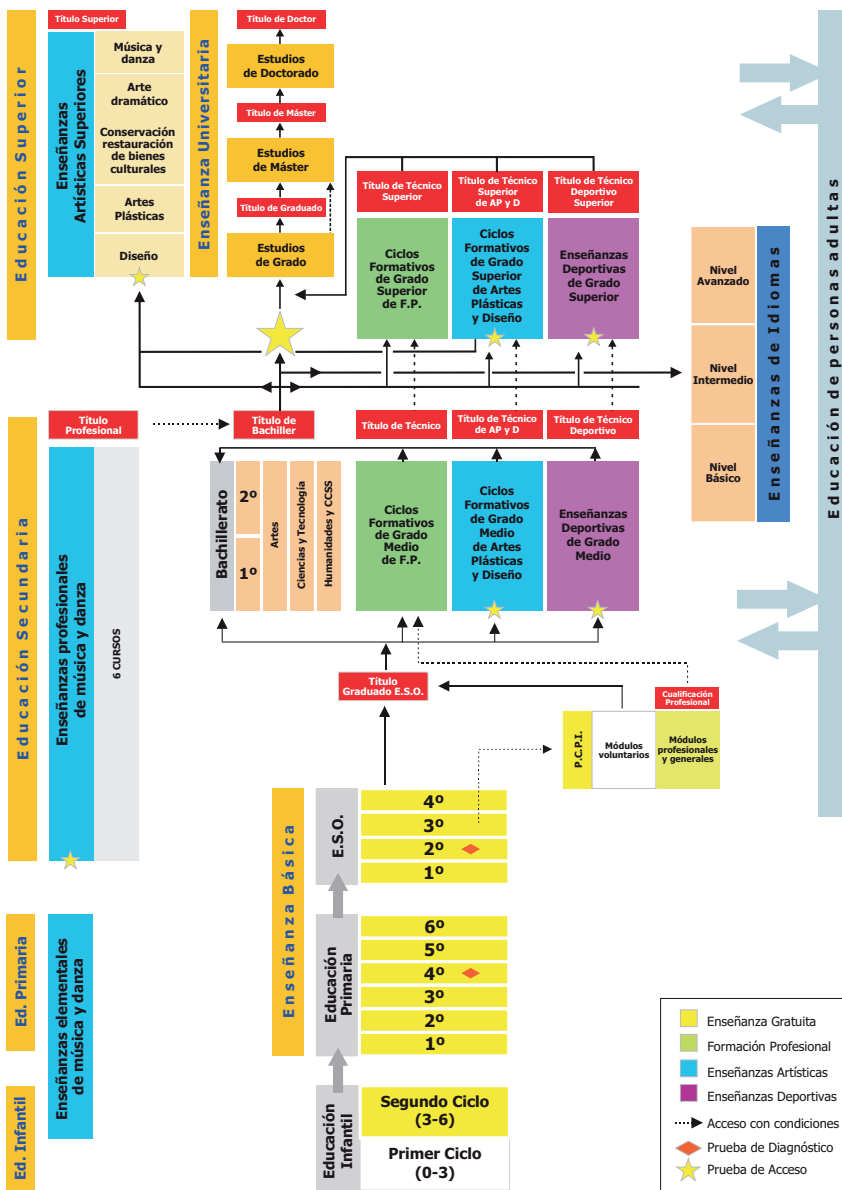 Educación Superior
Título Superior
Enseñanzas
Artísticas Superiores
Música y
danza
Arte
dramático
Conservación
restauración
de bienes
culturales
Artes
Plásticas
Diseño
Enseñanza Universitaria
Título de Doctor
Estudios
de Doctorado
Título de Máster
Estudios
de Máster
Título de Graduado
Estudios
de Grado
Título de Técnico
Superior
Título de Técnico
Superior
de AP y D
Título de Técnico
Deportivo
Superior
Ciclos
Formativos
de Grado
Superior
de F.P.
Ciclos
Formativos
de Grado
Superior
de Artes
Plásticas
y Diseño
Enseñanzas
Deportivas
de Grado
Superior
Nivel
Avanzado
Nivel
Intermedio
Nivel
Básico
Enseñanzas de Idiomas
Educación de personas adultas
Educación Secundaria
Título
Profesional
Título de
Bachiller
Título de Técnico
Título de Técnico
de AP y D
Título de Técnico
Deportivo
Enseñanzas profesionales
de música y danza
6 CURSOS
Bachillerato
2º
1º
Artes
Ciencias y Tecnología
Humanidades y CCSS
Ciclos
Formativos
de Grado
Medio
de F.P.
Ciclos
Formativos
de Grado
Medio
de Artes
Plásticas
y Diseño
Enseñanzas
Deportivas
de Grado
Medio
Título
Graduado E.S.O.
Cualificación
Profesional
P.C.P.I.
Módulos
voluntarios
Módulos
profesionales
y generales
Enseñanza Básica
E.S.O.
4º
3º
2º
1º
Ed. Primaria
Enseñanzas elementales
de música y danza
Educación
Primaria
6º
5º
4º
3º
2º
1º
Ed. Infantil
Educación
Infantil
Segundo Ciclo
(3-6)
Primer Ciclo
(0-3)
Enseñanza Gratuita
Formación Profesional
Enseñanzas Artísticas
Enseñanzas Deportivas
Acceso con condiciones
Prueba de Diagnóstico
Prueba de Acceso